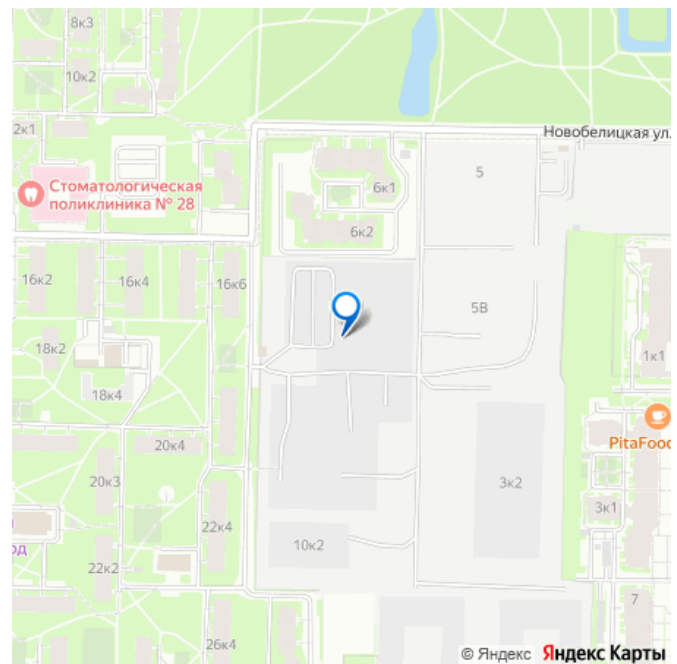 8к3
10к2
2к1
Новобелицкая ул.
Стоматологическая
поликлиника № 28
6к1
5
6к2
16к2
16к4
16к6
5В
18к2
1к1
18к4
PitaFood
20к4
20к3
3к2
22к4
3к1
од
10к2
22к2
7
26к4
© Яндекс Яндекс Карты